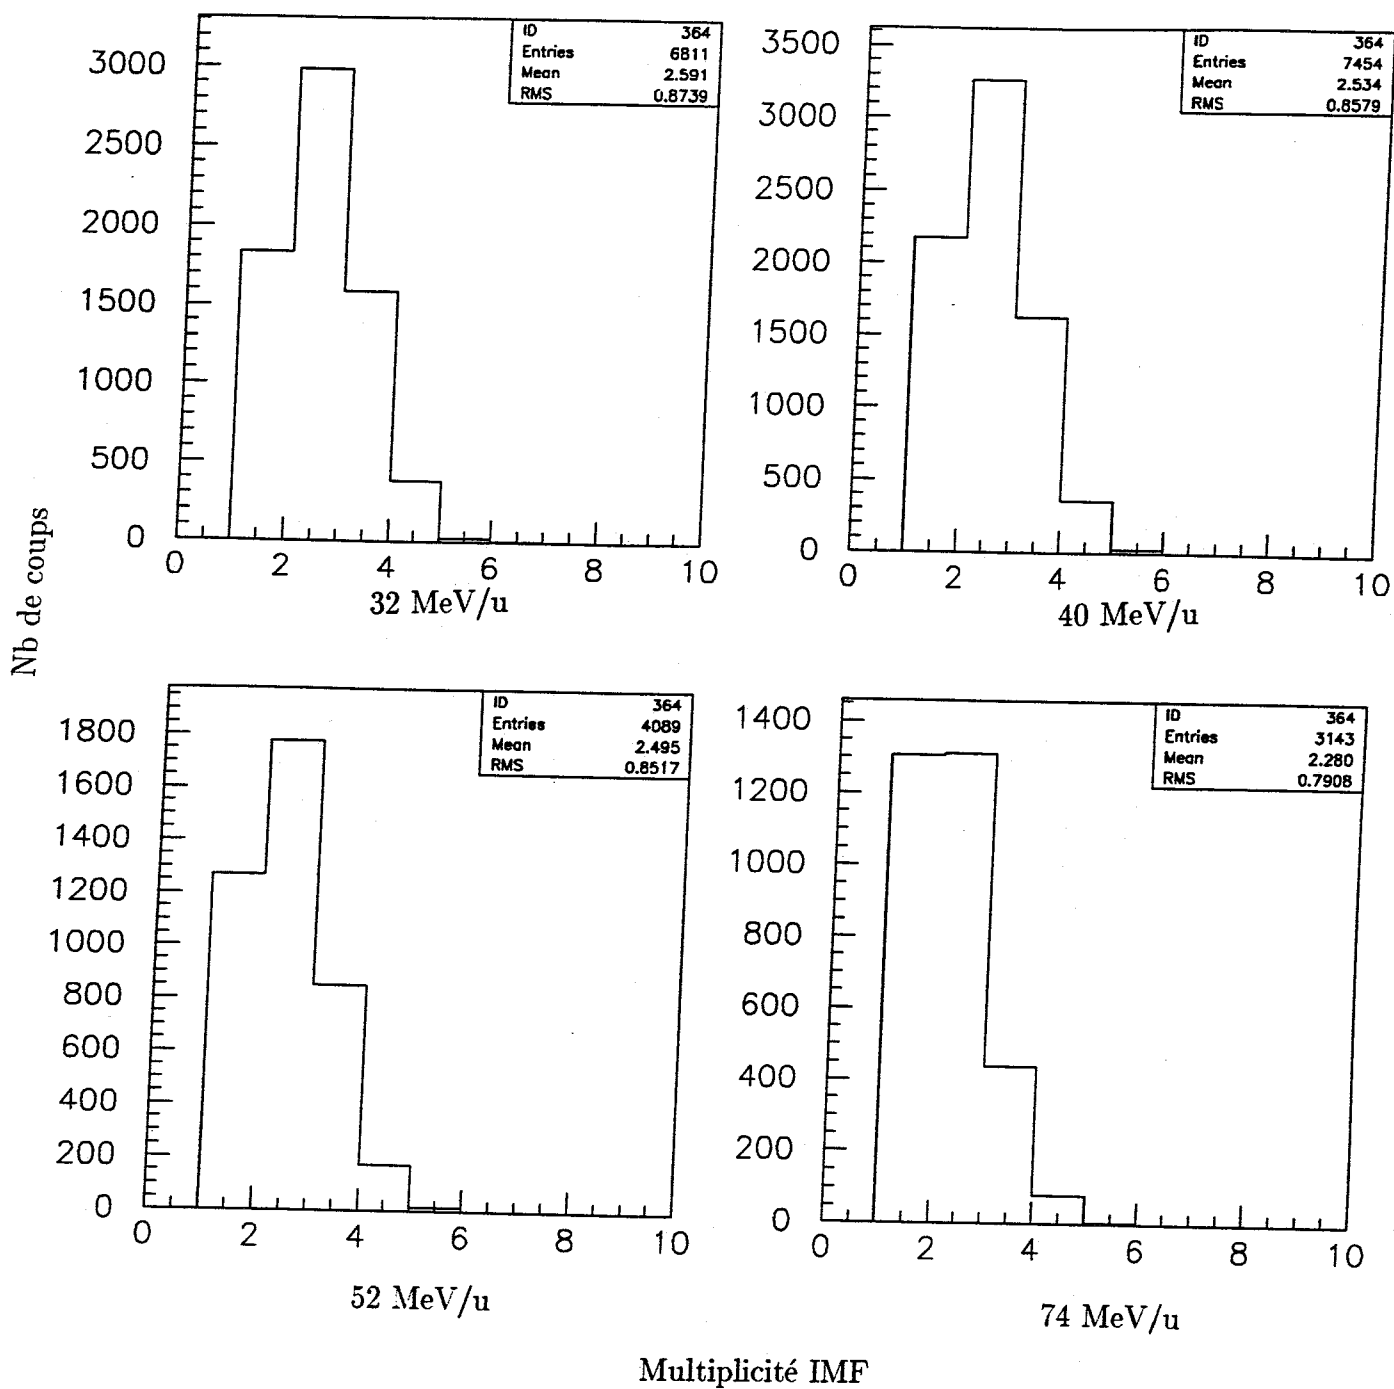 ID 364
Entries 6811
Mean 2.591
RMS 0.8739
3000
2500
2000
1500
1000
500
0
0 2 4 6 8 10
32 MeV/u
ID 364
Entries 7454
Mean 2.534
RMS 0.8579
3500
3000
2500
2000
1500
1000
500
0
0 2 4 6 8 10
40 MeV/u
Nb de coups
ID 364
Entries 4089
Mean 2.495
RMS 0.8517
1800
1600
1400
1200
1000
800
600
400
200
0
0 2 4 6 8 10
52 MeV/u
ID 364
Entries 3143
Mean 2.280
RMS 0.7908
1400
1200
1000
800
600
400
200
0
0 2 4 6 8 10
74 MeV/u
Multiplicité IMF